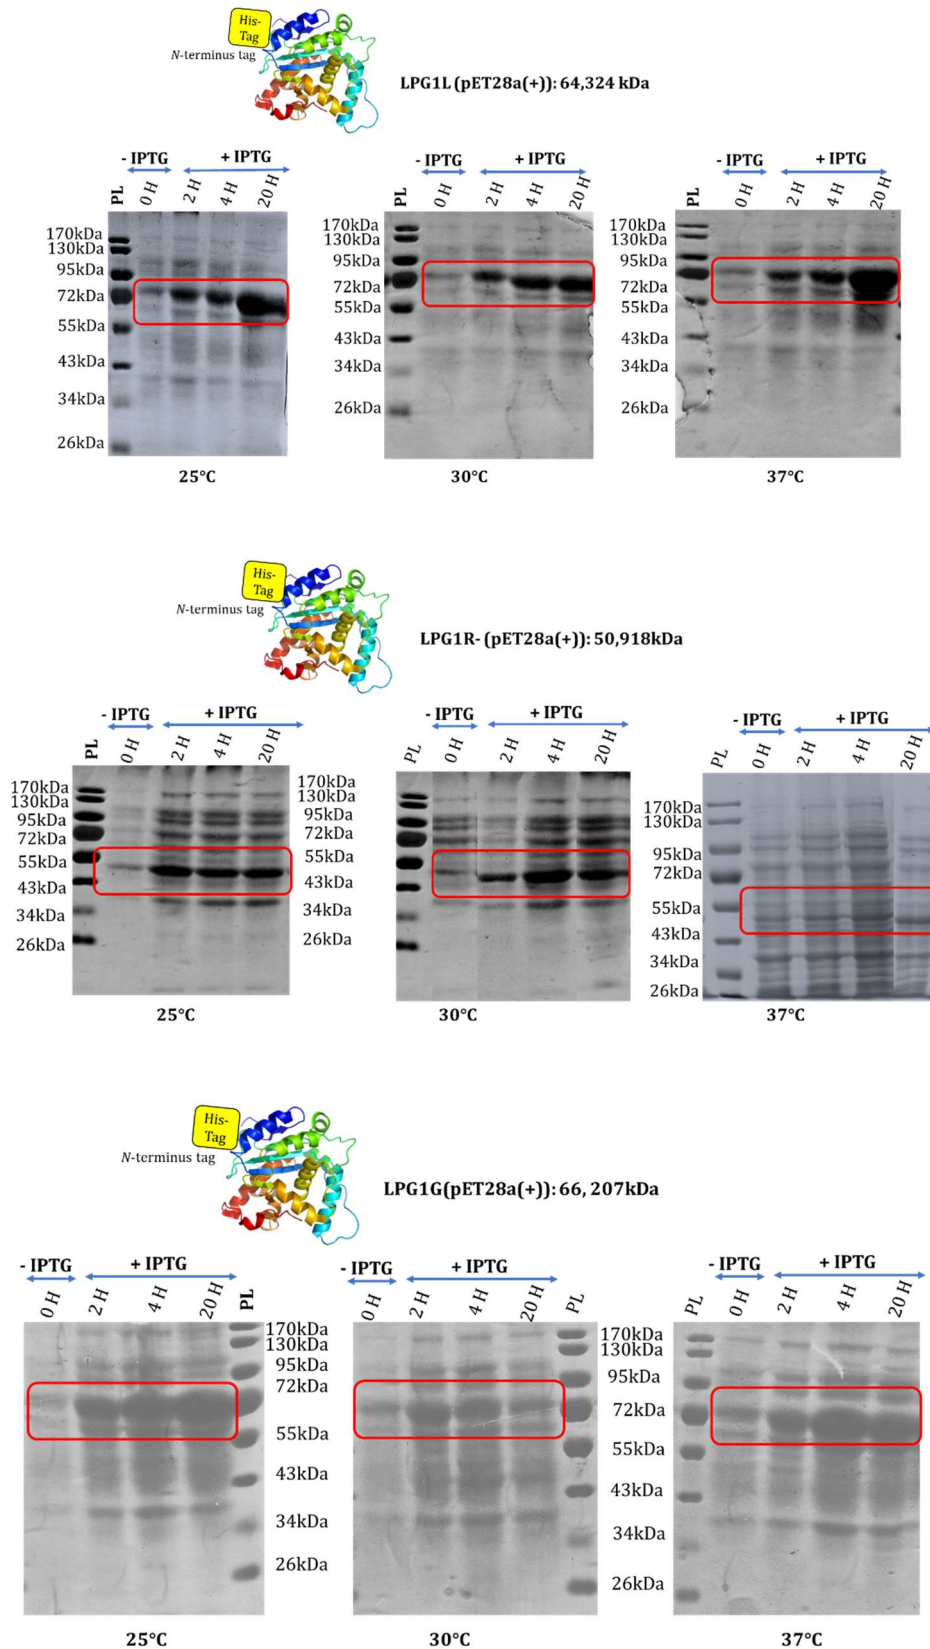 His-
Tag
N-terminus tag
LPG1L (pET28a(+)): 64,324 kDa
- IPTG + IPTG
PL 0 H 2 H 4 H 20 H
170kDa
130kDa
95kDa
72kDa
55kDa
43kDa
34kDa
26kDa
25°C
- IPTG + IPTG
PL 0 H 2 H 4 H 20 H
170kDa
130kDa
95kDa
72kDa
55kDa
43kDa
34kDa
26kDa
30°C
- IPTG + IPTG
PL 0 H 2 H 4 H 20 H
170kDa
130kDa
95kDa
72kDa
55kDa
43kDa
34kDa
26kDa
37°C
His-
Tag
N-terminus tag
LPG1R- (pET28a(+)): 50,918kDa
- IPTG + IPTG
PL 0 H 2 H 4 H 20 H
170kDa
130kDa
95kDa
72kDa
55kDa
43kDa
34kDa
26kDa
25°C
- IPTG + IPTG
PL 0 H 2 H 4 H 20 H
170kDa
130kDa
95kDa
72kDa
55kDa
43kDa
34kDa
26kDa
30°C
- IPTG + IPTG
PL 0 H 2 H 4 H 20 H
170kDa
130kDa
95kDa
72kDa
55kDa
43kDa
34kDa
26kDa
37°C
His-
Tag
N-terminus tag
LPG1G(pET28a(+)): 66, 207kDa
- IPTG + IPTG
0 H 2 H 4 H 20 H PL
170kDa
130kDa
95kDa
72kDa
55kDa
43kDa
34kDa
26kDa
25°C
- IPTG + IPTG
0 H 2 H 4 H 20 H PL
170kDa
130kDa
95kDa
72kDa
55kDa
43kDa
34kDa
26kDa
30°C
- IPTG + IPTG
PL 0 H 2 H 4 H 20 H
37°C